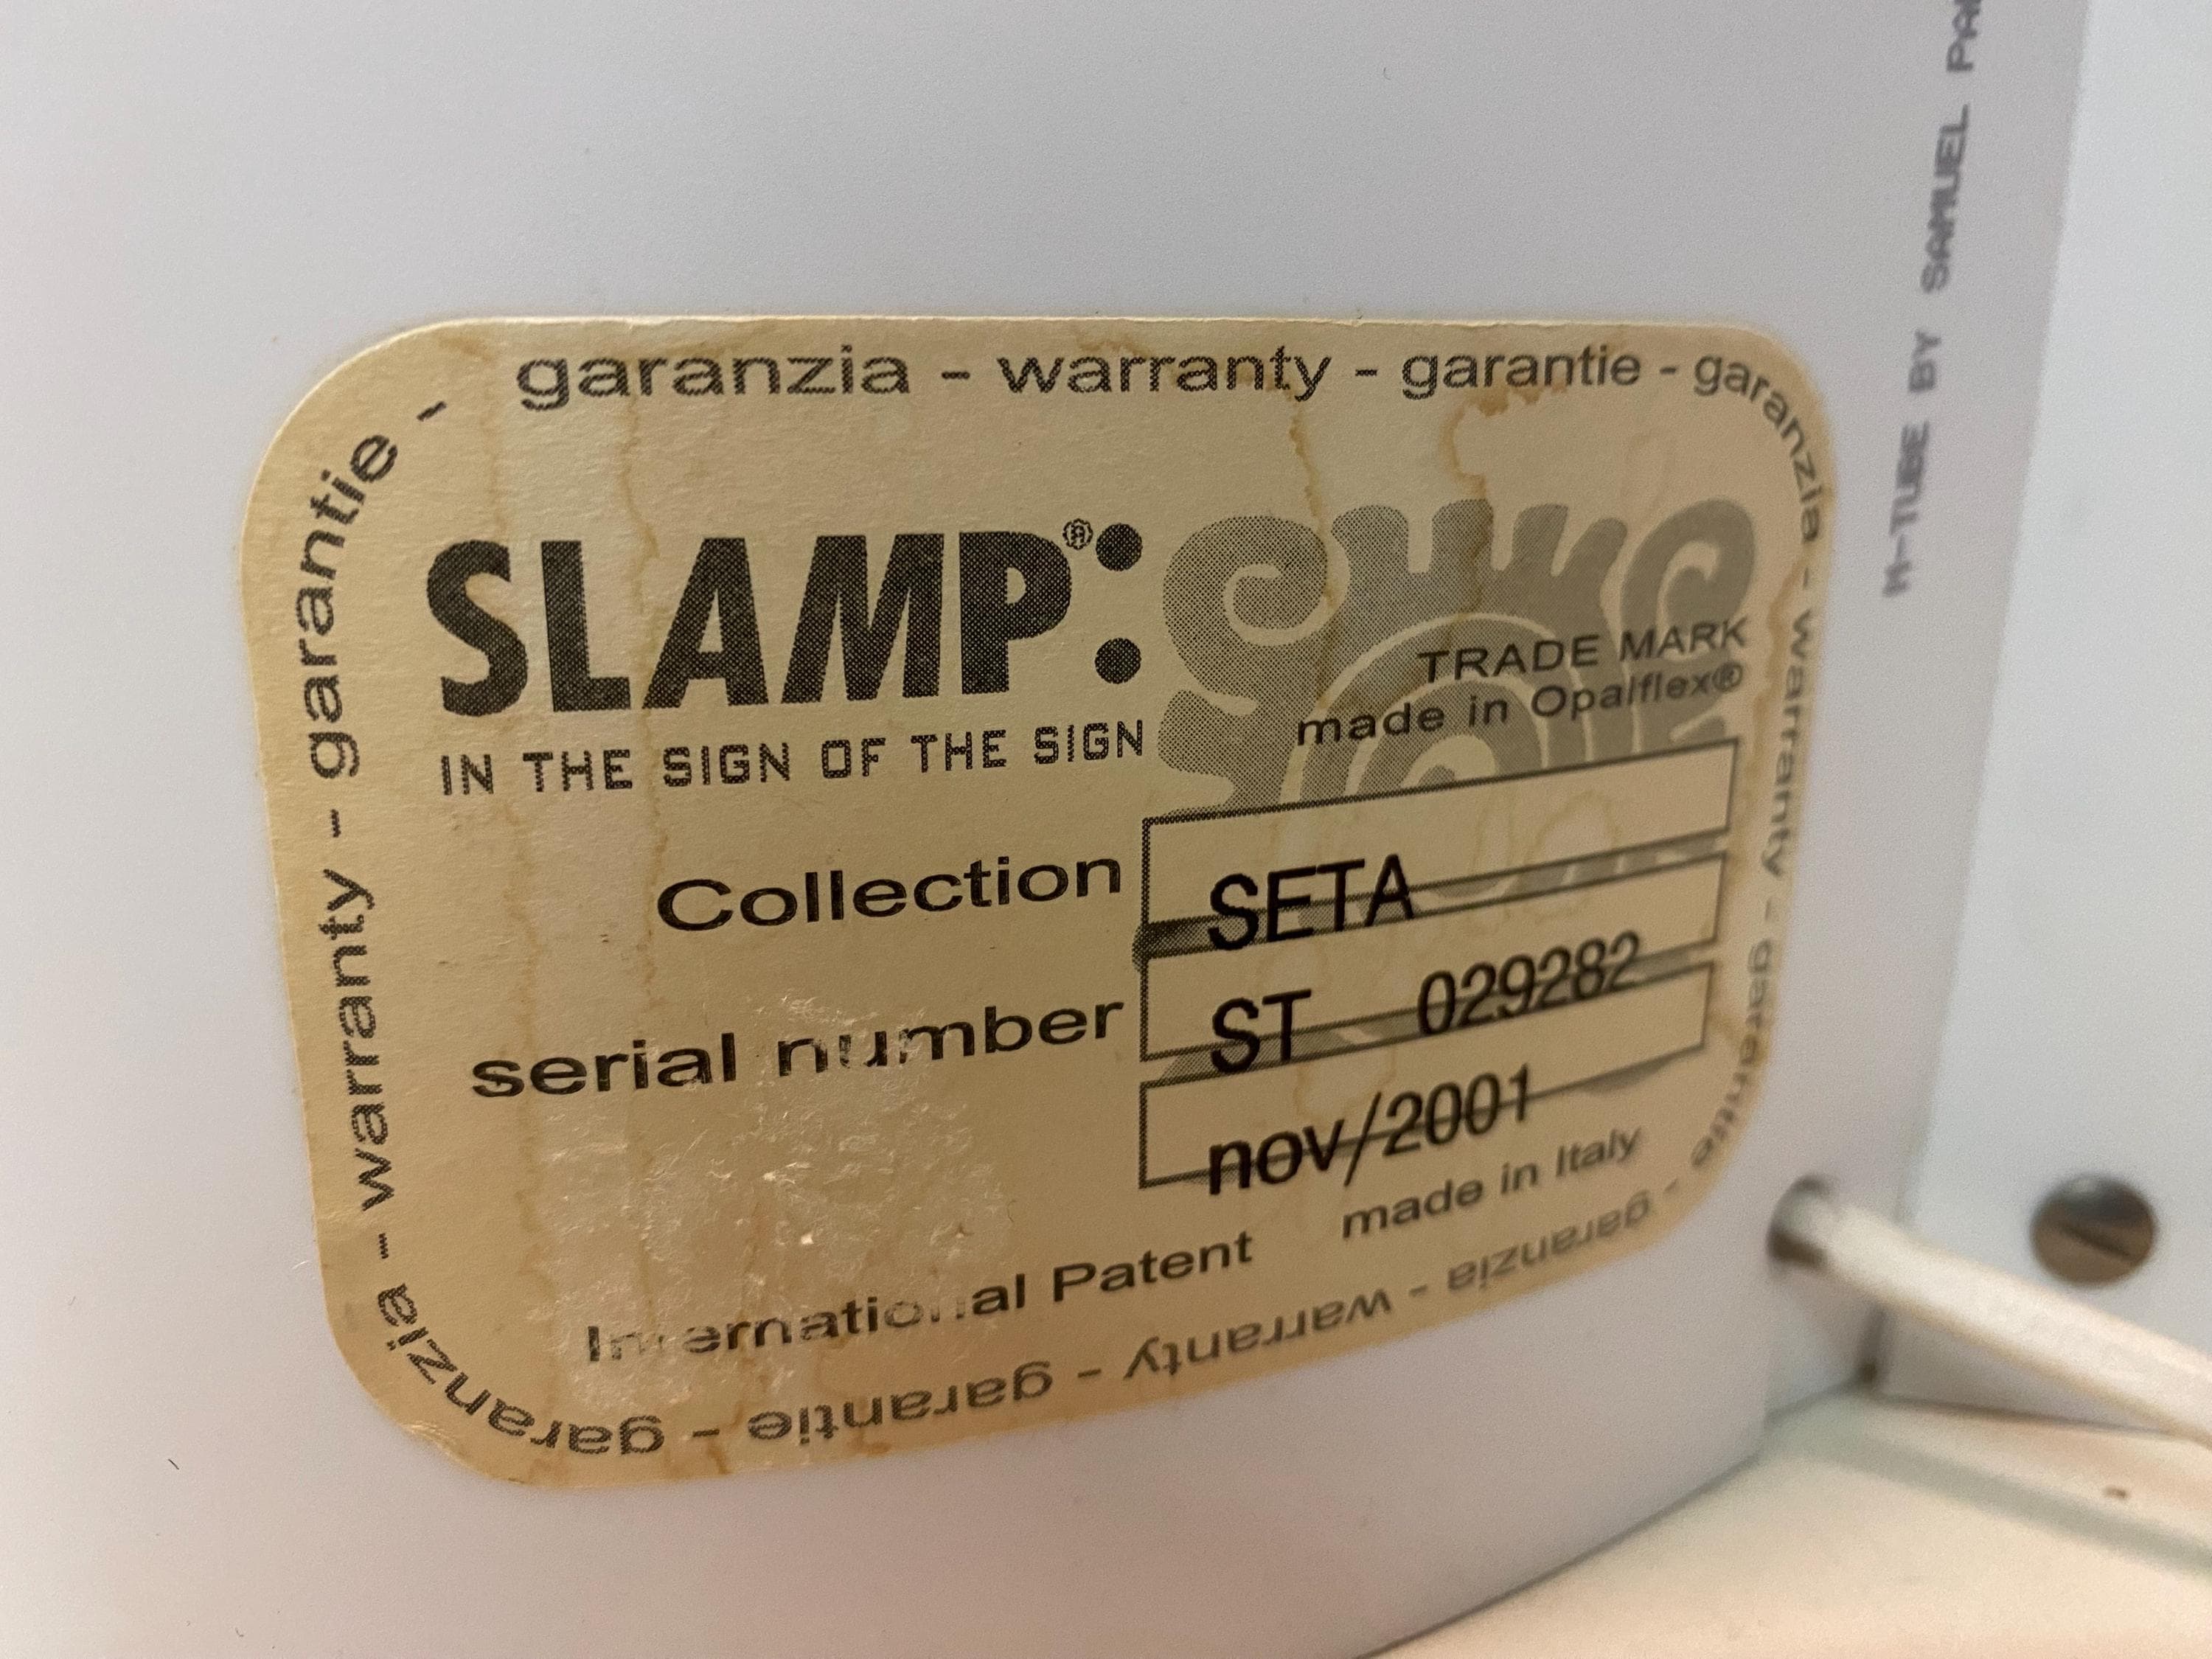 garanzia - warranty - garantie - garanzia - warranty - garantie - garanzia - warranty - garantie - garanzia - warranty - garantie -
SLAMP®:
IN THE SIGN OF THE SIGN
TRADE MARK
made in Opalflex®
Collection SETA
serial number ST 029282
nov/2001
International Patent made in Italy
M-TUBE BY SAMUEL